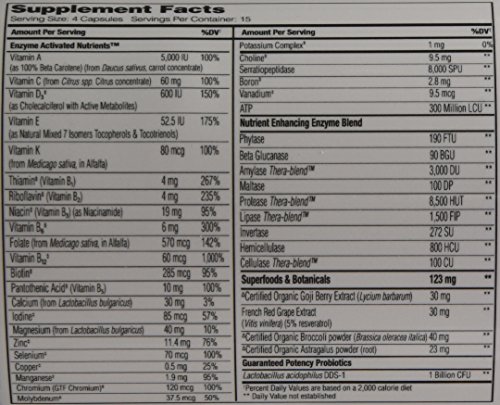 Supplement Facts
Serving Size: 4 Capsules Servings Per Container: 15
Amount Per Serving %DV†
Enzyme Activated Nutrients™
Vitamin A 5,000 IU 100%
(as 100% Beta Carotene) (from Daucus sativus, carrot concentrate)
Vitamin C (from Citrus spp. Citrus concentrate) 60 mg 100%
Vitamin D₃‡ 600 IU 150%
(as Cholecalciferol with Active Metabolites)
Vitamin E 52.5 IU 175%
(as Natural Mixed 7 Isomers Tocopherols & Tocotrienols)
Vitamin K 80 mcg 100%
(from Medicago sativa, in Alfalfa)
Thiamin‡ (Vitamin B₁) 4 mg 267%
Riboflavin‡ (Vitamin B₂) 4 mg 235%
Niacin‡ (Vitamin B₃) (as Niacinamide) 19 mg 95%
Vitamin B₆‡ 6 mg 300%
Folate (from Medicago sativa, in Alfalfa) 570 mcg 142%
Vitamin B₁₂‡ 60 mcg 1,000%
Biotin‡ 285 mcg 95%
Pantothenic Acid‡ (Vitamin B₅) 10 mg 100%
Calcium (from Lactobacillus bulgaricus) 30 mg 3%
Iodine‡ 85 mcg 57%
Magnesium (from Lactobacillus bulgaricus) 40 mg 10%
Zinc‡ 11.4 mg 76%
Selenium‡ 70 mcg 100%
Copper‡ 0.5 mg 25%
Manganese‡ 1.9 mg 95%
Chromium (GTF Chromium)‡ 120 mcg 100%
Molybdenum‡ 37.5 mcg 50%
Amount Per Serving %DV†
Potassium Complex‡ 1 mg 0%
Choline‡ 9.5 mg **
Serraliopeptidase 8,000 SPU **
Boron‡ 2.8 mg **
Vanadium‡ 9.5 mcg **
ATP 300 Million LCU **
Nutrient Enhancing Enzyme Blend
Phytase 190 FTU **
Beta Glucanase 90 BGU **
Amylase Thera-blend™ 3,000 DU **
Maltase 100 DP **
Protease Thera-blend™ 8,500 HUT **
Lipase Thera-blend™ 1,500 FIP **
Invertase 272 SU **
Hemicellulase 800 HCU **
Cellulase Thera-blend™ 100 CU **
Superfoods & Botanicals 123 mg **
Certified Organic Goji Berry Extract (Lycium barbarum) 30 mg **
French Red Grape Extract 30 mg **
(Vitis vinifera) (5% resveratrol)
Certified Organic Broccoli powder (Brassica oleracea italica) 40 mg **
Certified Organic Astragalus powder (root) 23 mg **
Guaranteed Potency Probiotics
Lactobacillus acidophilus DDS-1 1 Billion CFU **
†Percent Daily Values are based on a 2,000 calorie diet
** Daily Value not established